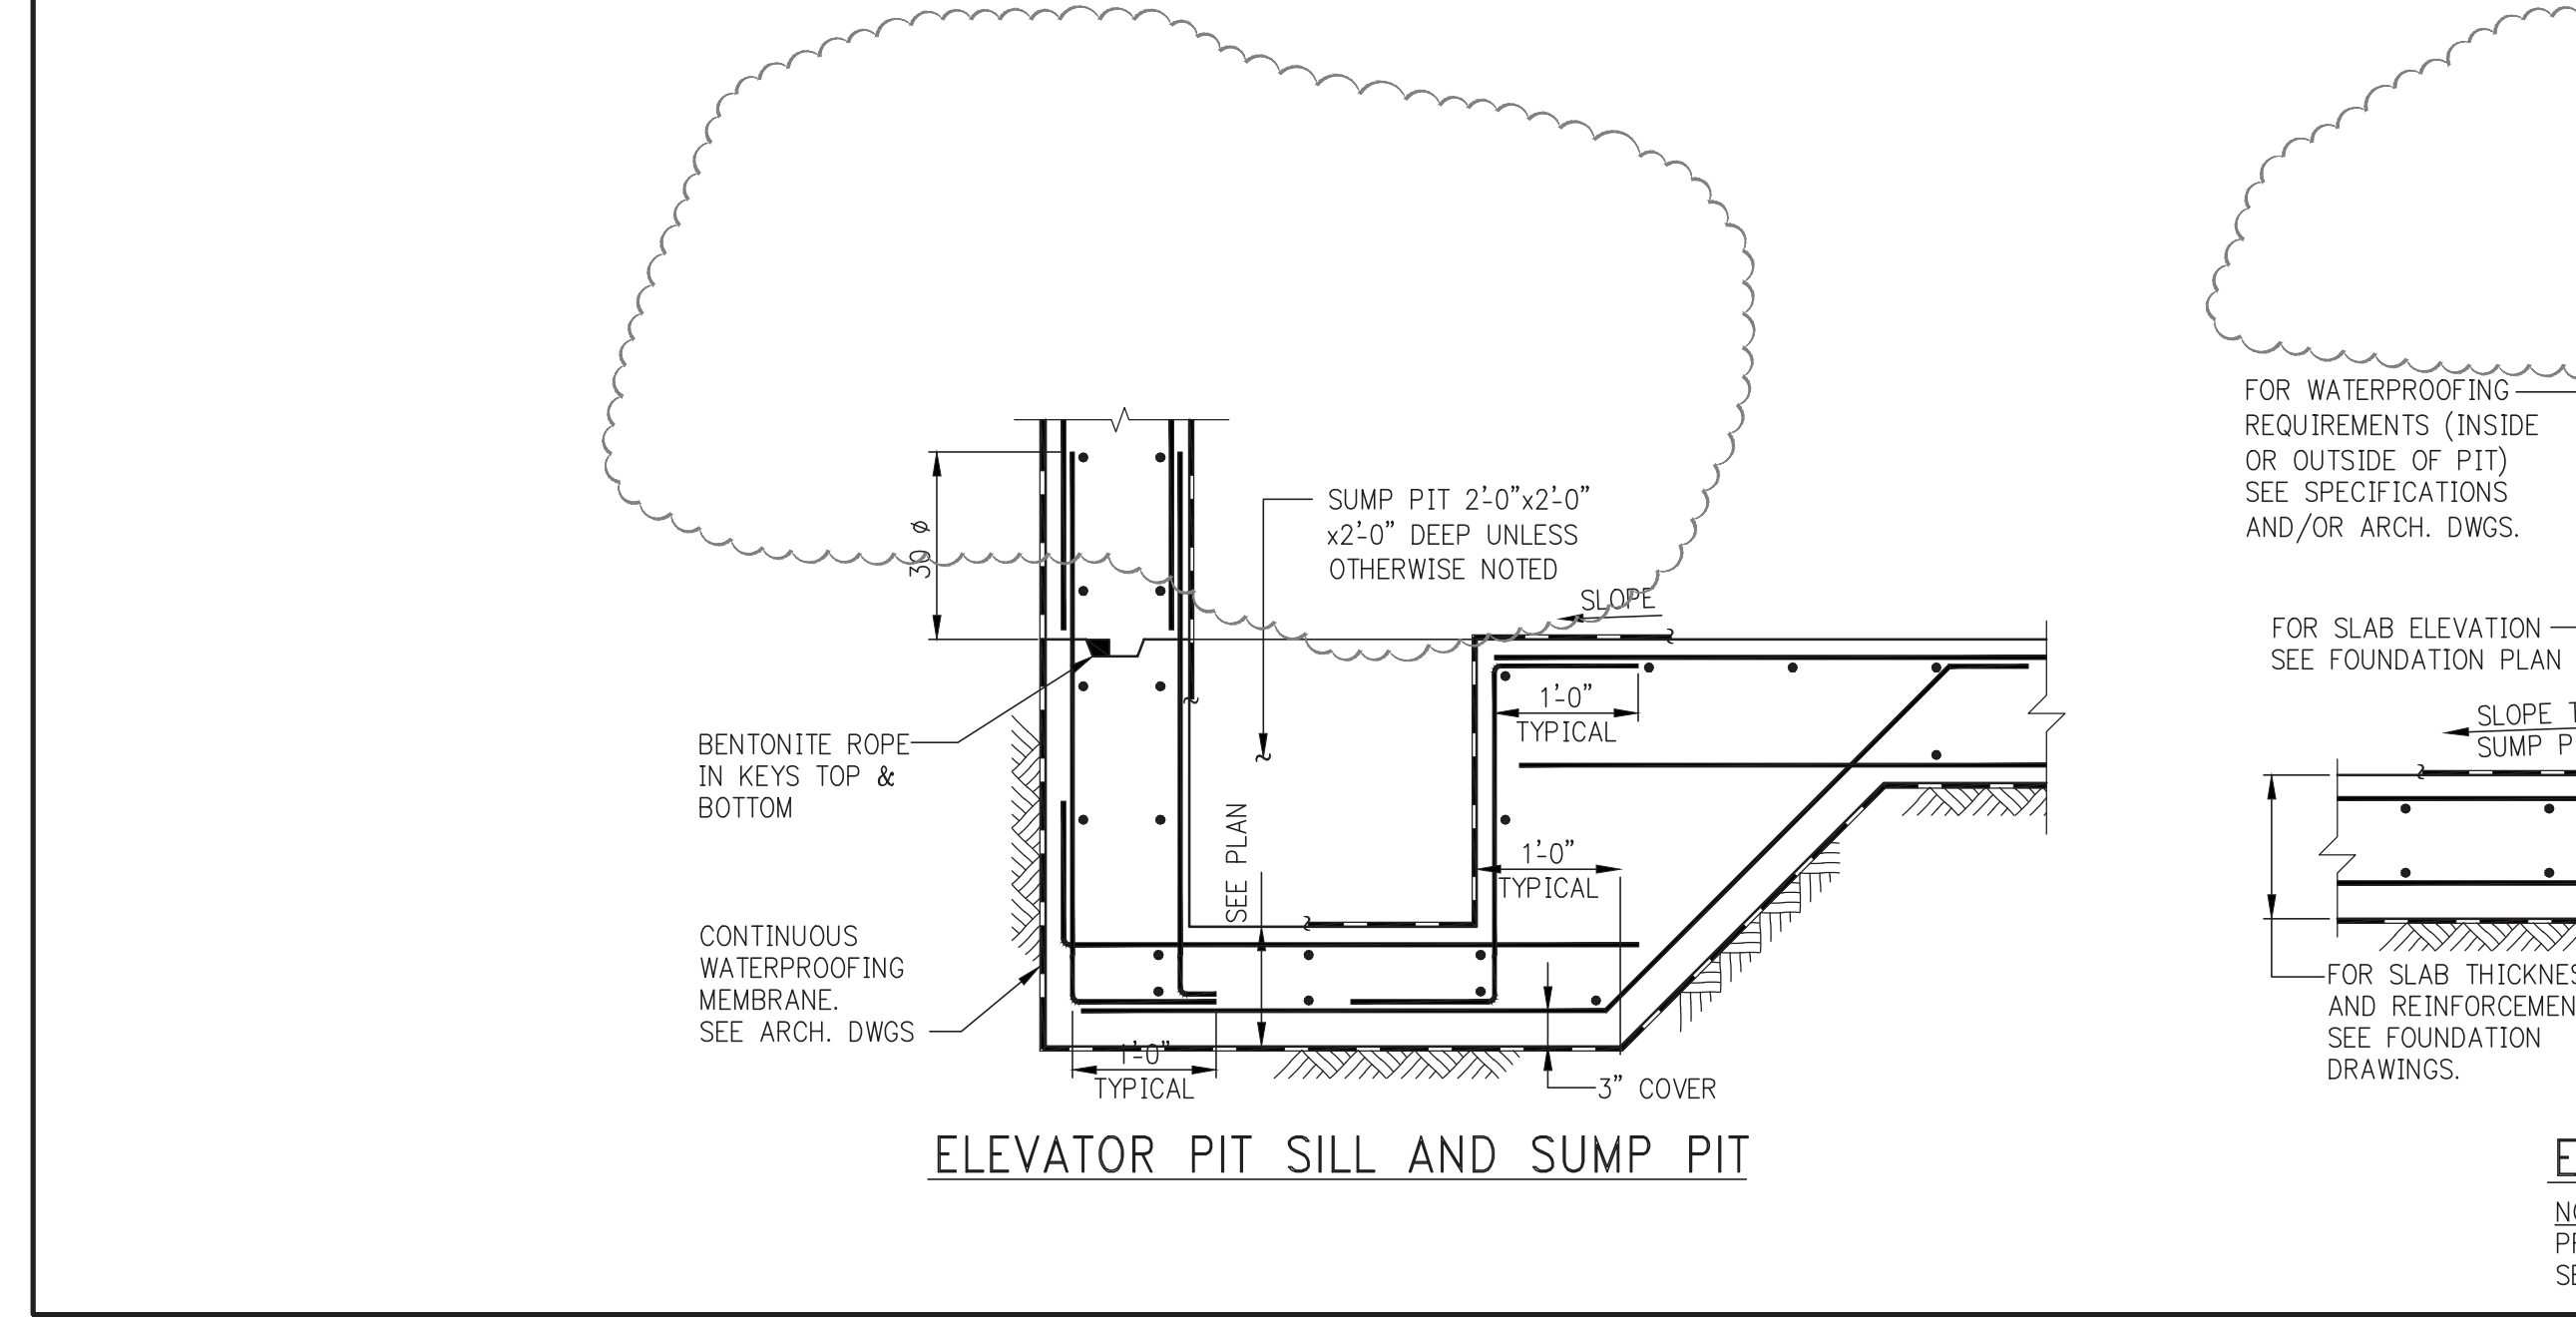 30 ø
SUMP PIT 2'-0"x2'-0"
x2'-0" DEEP UNLESS
OTHERWISE NOTED
SLOPE
BENTONITE ROPE
IN KEYS TOP &
BOTTOM
1'-0"
TYPICAL
SEE PLAN
1'-0"
TYPICAL
CONTINUOUS
WATERPROOFING
MEMBRANE.
SEE ARCH. DWGS
1'-0"
TYPICAL
3" COVER
ELEVATOR PIT SILL AND SUMP PIT
FOR WATERPROOFING
REQUIREMENTS (INSIDE
OR OUTSIDE OF PIT)
SEE SPECIFICATIONS
AND/OR ARCH. DWGS.
FOR SLAB ELEVATION
SEE FOUNDATION PLAN
SLOPE
SUMP
FOR SLAB
AND
SEE FOUNDATION
DRAWINGS.